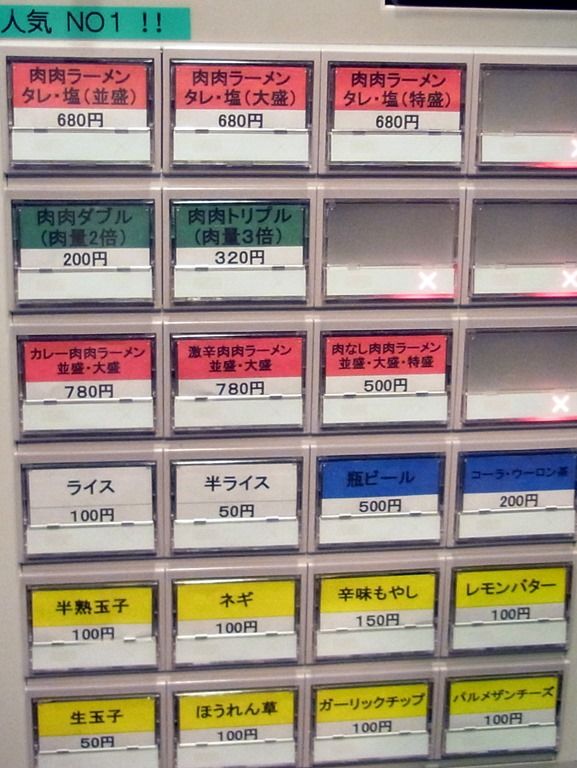 人気 NO1 !!
肉肉ラーメン
タレ・塩(並盛)
680円
肉肉ラーメン
タレ・塩(大盛)
680円
肉肉ラーメン
タレ・塩(特盛)
680円
肉肉ダブル
(肉量2倍)
200円
肉肉トリプル
(肉量3倍)
320円
カレー肉肉ラーメン
並盛・大盛
780円
激辛肉肉ラーメン
並盛・大盛
780円
肉なし肉肉ラーメン
並盛・大盛・特盛
500円
ライス
100円
半ライス
50円
瓶ビール
500円
コーラ・ウーロン茶
200円
半熟玉子
100円
ネギ
100円
辛味もやし
150円
レモンバター
100円
生玉子
50円
ほうれん草
100円
ガーリックチップ
100円
パルメザンチーズ
100円